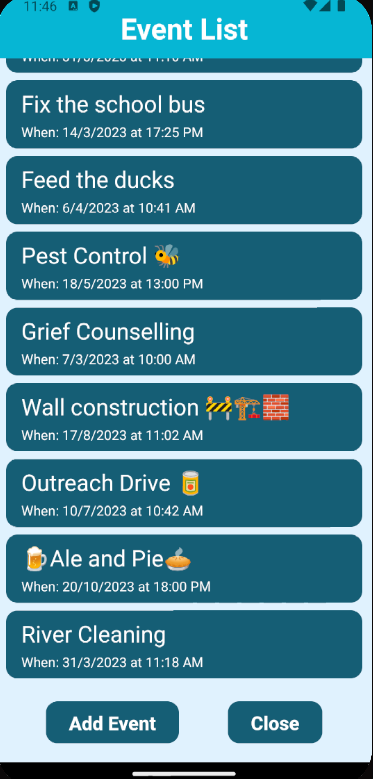 11:46
Event List
Fix the school bus
When: 14/3/2023 at 17:25 PM
Feed the ducks
When: 6/4/2023 at 10:41 AM
Pest Control 🐝
When: 18/5/2023 at 13:00 PM
Grief Counselling
When: 7/3/2023 at 10:00 AM
Wall construction 🚧🏗️🧱
When: 17/8/2023 at 11:02 AM
Outreach Drive 🥫
When: 10/7/2023 at 10:42 AM
🍺Ale and Pie🥧
When: 20/10/2023 at 18:00 PM
River Cleaning
When: 31/3/2023 at 11:18 AM
Add Event Close